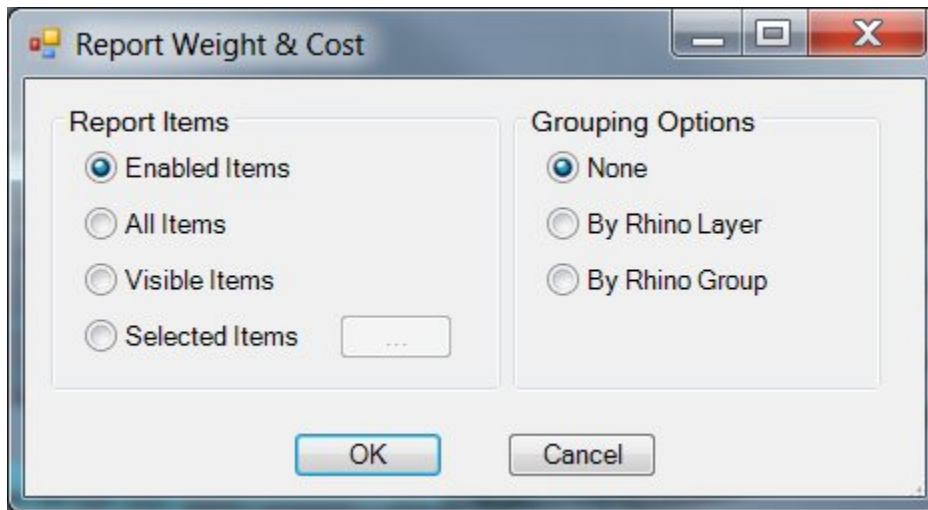 Report Weight & Cost
Report Items
Enabled Items
All Items
Visible Items
Selected Items
...
Grouping Options
None
By Rhino Layer
By Rhino Group
OK
Cancel